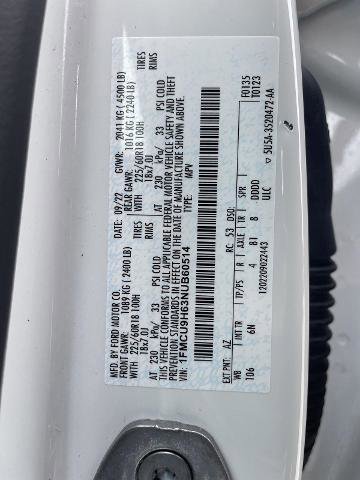 MFD. BY FORD MOTOR CO.
DATE: 09/22 GVWR: 2041 KG ( 4500 LB)
FRONT GAWR: 1089 KG ( 2400 LB) REAR GAWR: 1016 KG ( 2240 LB)
WITH 225/60R18 100H TIRES WITH 225/60R18 100H TIRES
18x7.0J RIMS 18x7.0J RIMS
AT 230 kPa/ 33 PSI COLD AT 230 kPa/ 33 PSI COLD
THIS VEHICLE CONFORMS TO ALL APPLICABLE FEDERAL MOTOR VEHICLE SAFETY AND THEFT
PREVENTION STANDARDS IN EFFECT ON THE DATE OF MANUFACTURE SHOWN ABOVE.
1FMCU9H63NUB60514 TYPE: MPV
F0135
EXT PNT: AZ RC: 53 DSO: T0123
WB INT TR TP/PS R AXLE TR SPR
106 6N 4 B1 8 DDDD 5U5A-3520472-AA
1202209022443 ULC